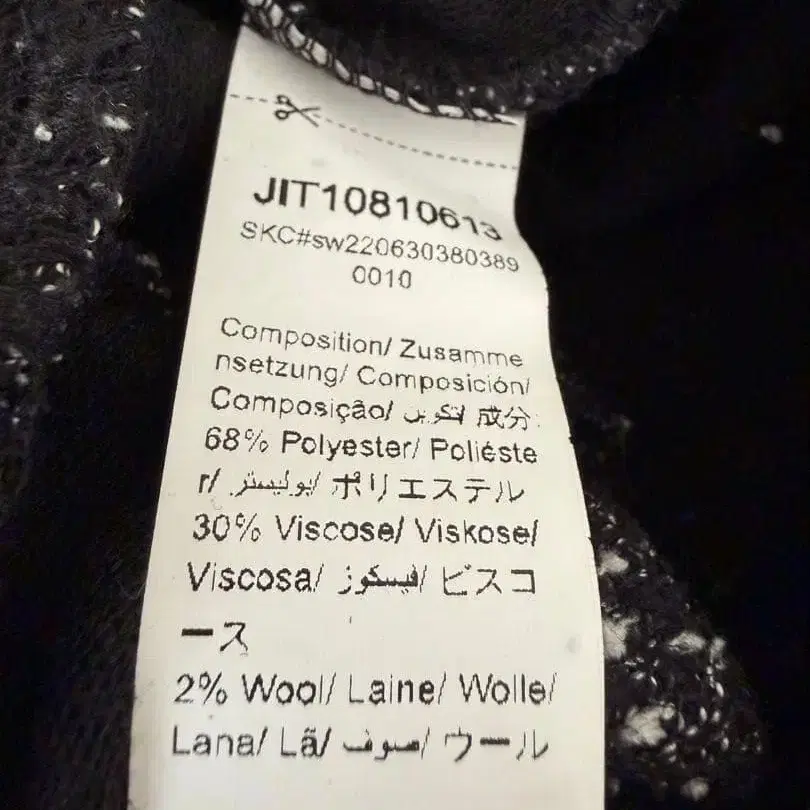 JIT10810613
SKC#sw220630380389
0010
Composition/ Zusamme
nsetzung/ Composición/
Composição/ تكوين/ 成分:
68% Polyester/ Poliéste
r/ بوليستر/ ポリエステル
30% Viscose/ Viskose/
Viscosa/ فيسكوز/ ビスコ
ース
2% Wool/ Laine/ Wolle/
Lana/ Lã/ صوف/ ウール